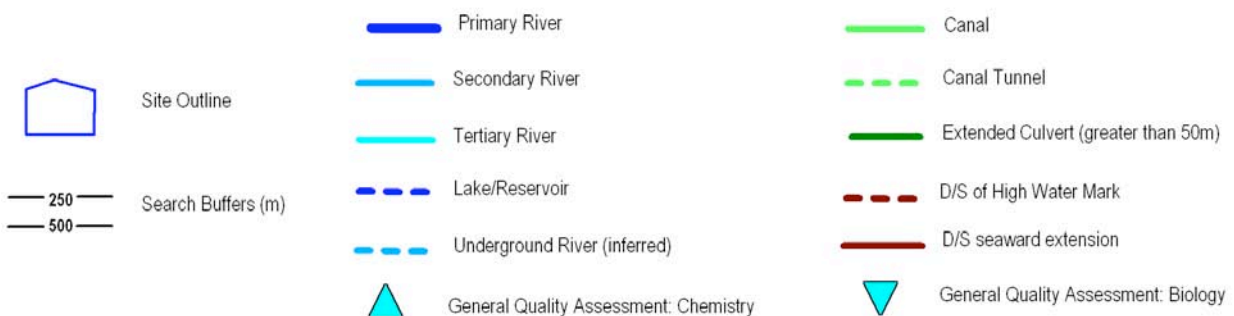 Site Outline
250
500
Search Buffers (m)
Primary River
Secondary River
Tertiary River
Lake/Reservoir
Underground River (inferred)
General Quality Assessment: Chemistry
Canal
Canal Tunnel
Extended Culvert (greater than 50m)
D/S of High Water Mark
D/S seaward extension
General Quality Assessment: Biology